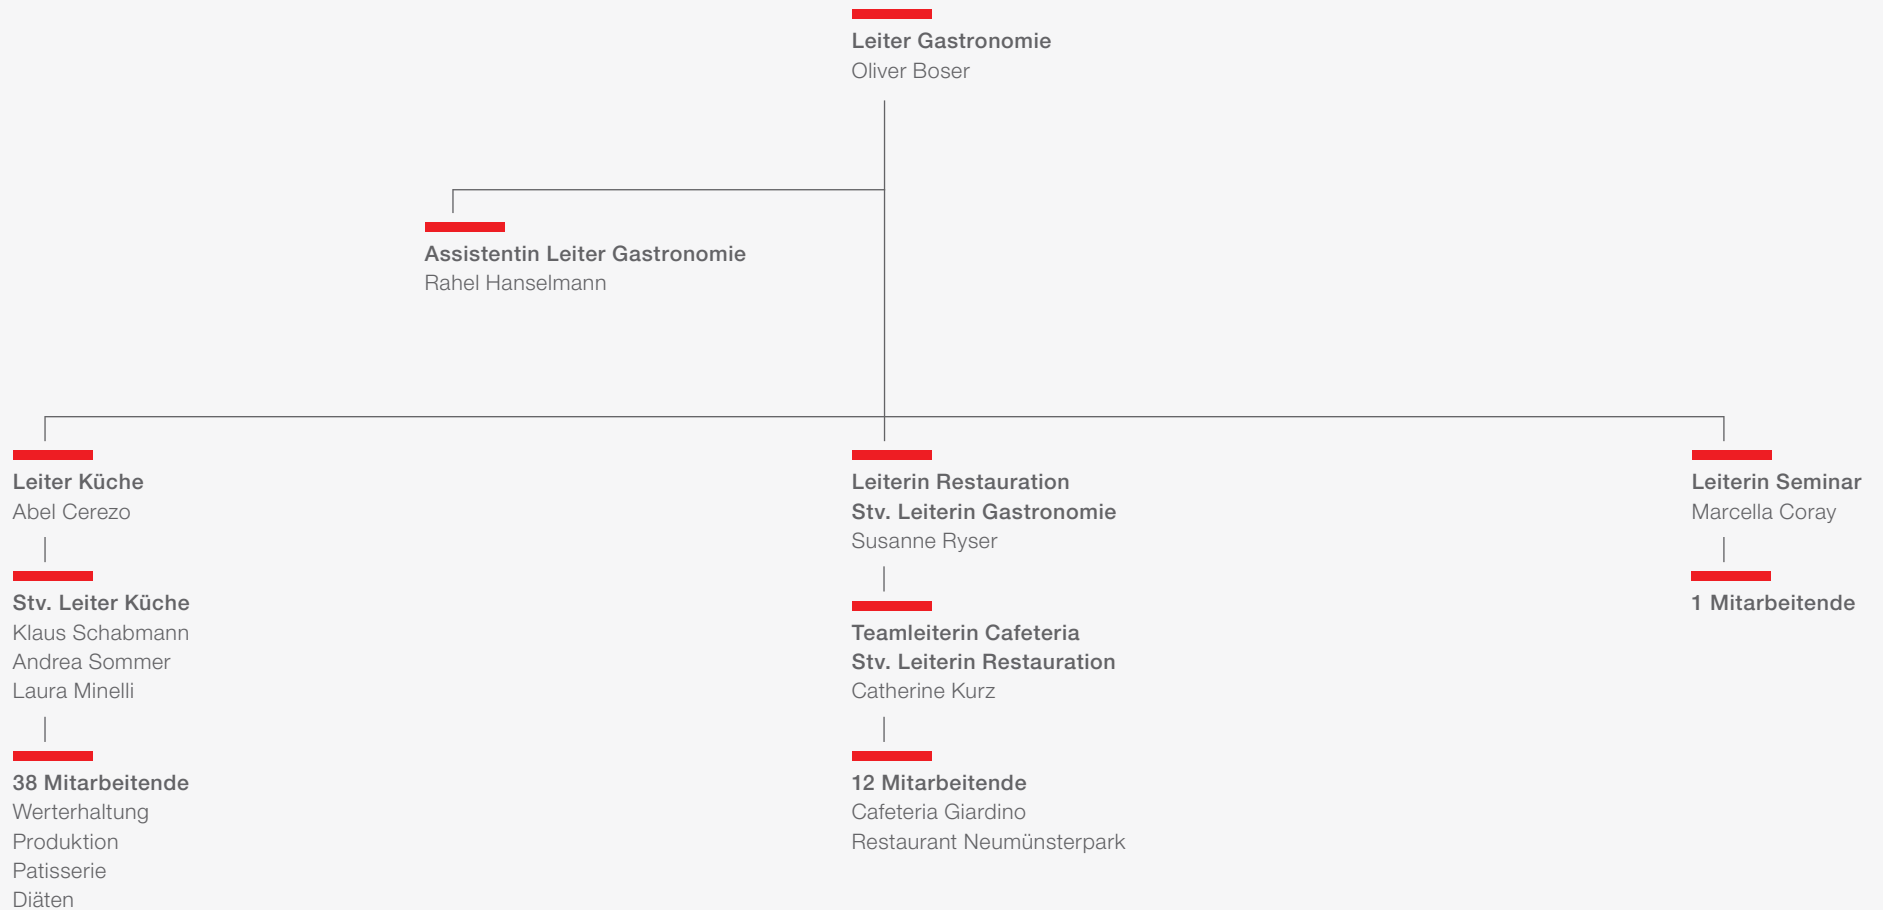 Leiter Gastronomie
Oliver Boser
Assistentin Leiter Gastronomie
Rahel Hanselmann
Leiter Küche
Abel Cerezo
Stv. Leiter Küche
Klaus Schabmann
Andrea Sommer
Laura Minelli
38 Mitarbeitende
Werterhaltung
Produktion
Patisserie
Diäten
Leiterin Restauration
Stv. Leiterin Gastronomie
Susanne Ryser
Teamleiterin Cafeteria
Stv. Leiterin Restauration
Catherine Kurz
12 Mitarbeitende
Cafeteria Giardino
Restaurant Neumünsterpark
Leiterin Seminar
Marcella Coray
1 Mitarbeitende